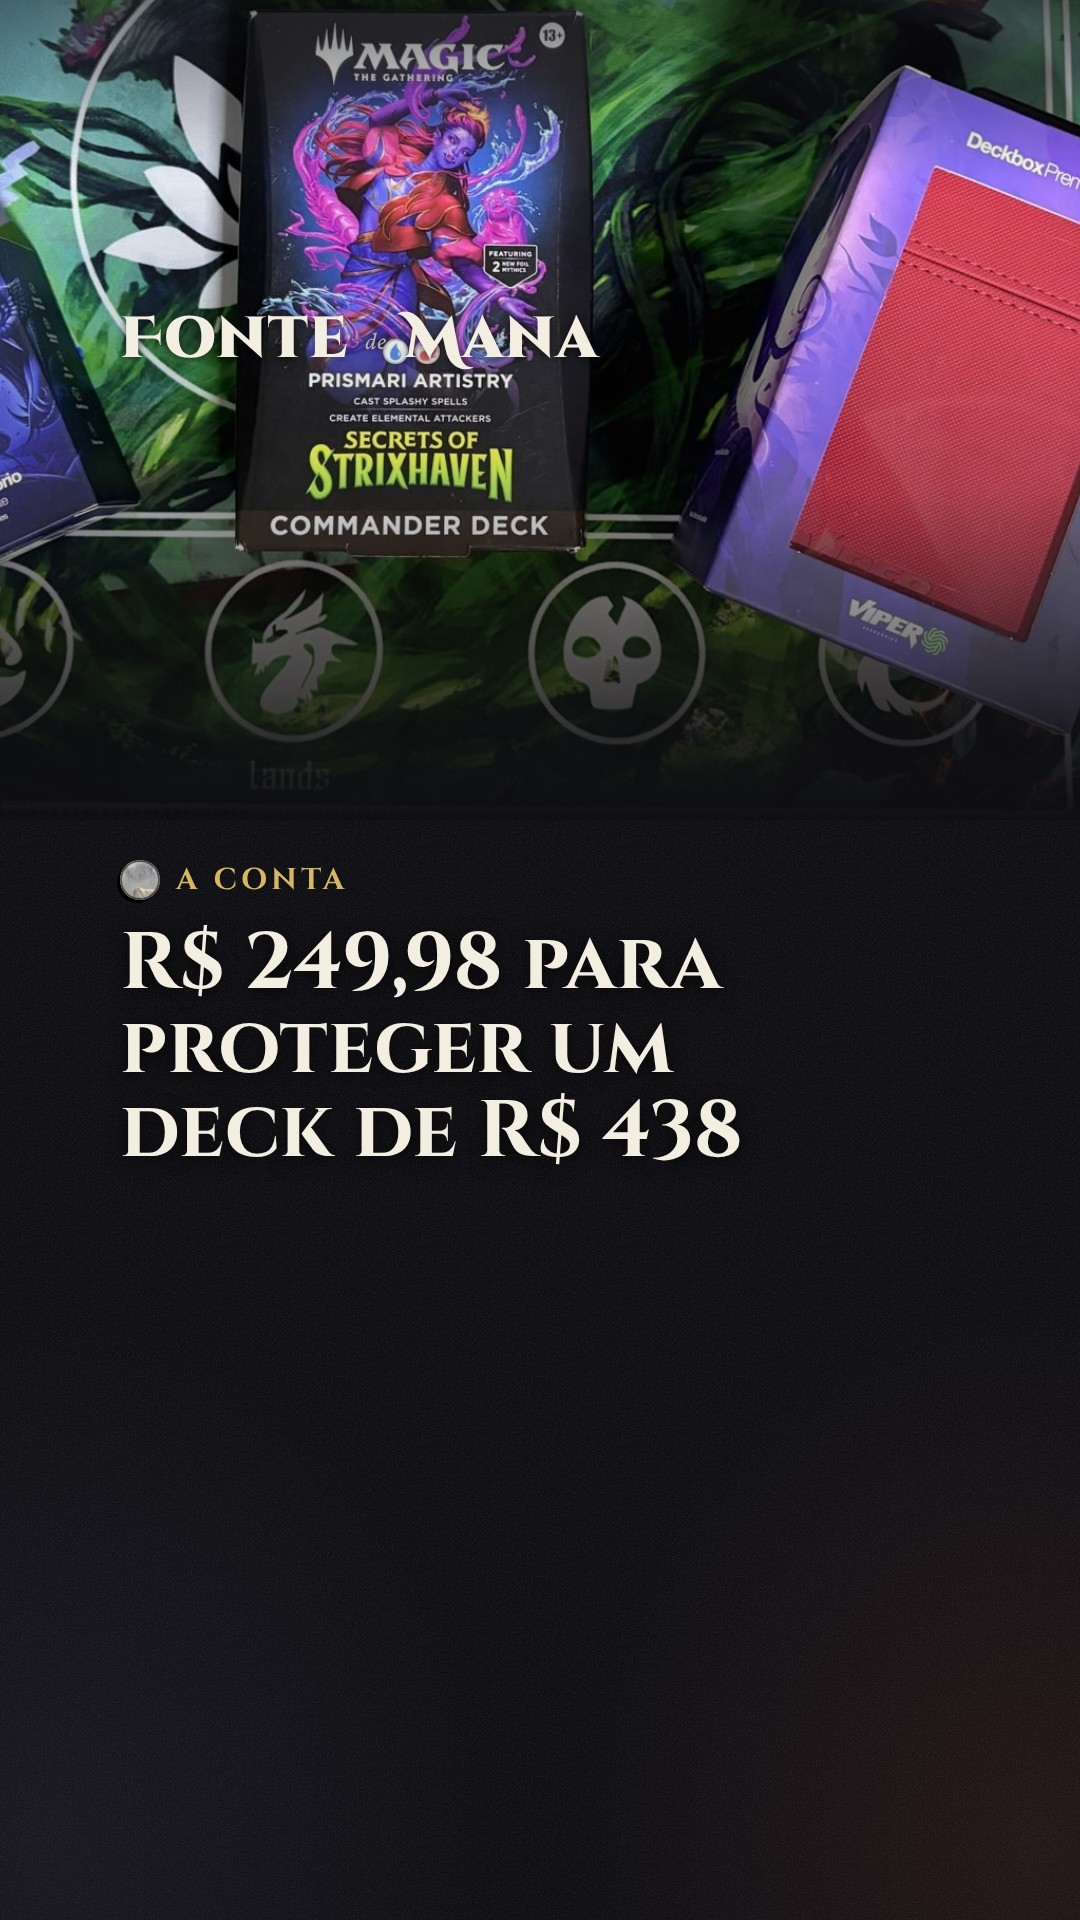 MAGIC
THE GATHERING
13+
FEATURING
2 NEW FOIL
MYTHICS
Deckbox Prem
FONTE de MANA
PRISMARI ARTISTRY
CAST SPLASHY SPELLS
CREATE ELEMENTAL ATTACKERS
SECRETS OF
STRIXHAVEN
COMMANDER DECK
VIPER
lands
A CONTA
R$ 249,98 PARA
PROTEGER UM
DECK DE R$ 438